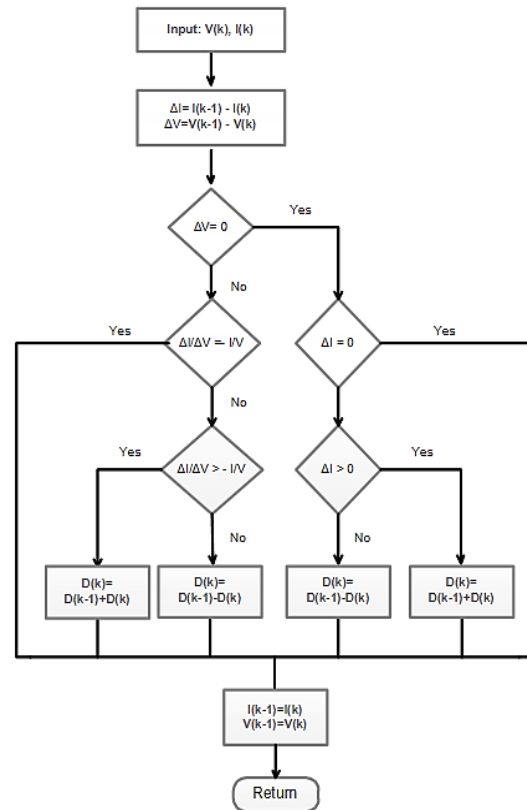 Input: V(k), I(k)
ΔI= I(k-1) - I(k)
ΔV=V(k-1) - V(k)
ΔV= 0
Yes
No
Yes
ΔI/ΔV =- I/V
ΔI = 0
Yes
No
No
Yes
ΔI/ΔV > - I/V
ΔI > 0
Yes
No
No
D(k)=
D(k-1)+D(k)
D(k)=
D(k-1)-D(k)
D(k)=
D(k-1)-D(k)
D(k)=
D(k-1)+D(k)
I(k-1)=I(k)
V(k-1)=V(k)
Return